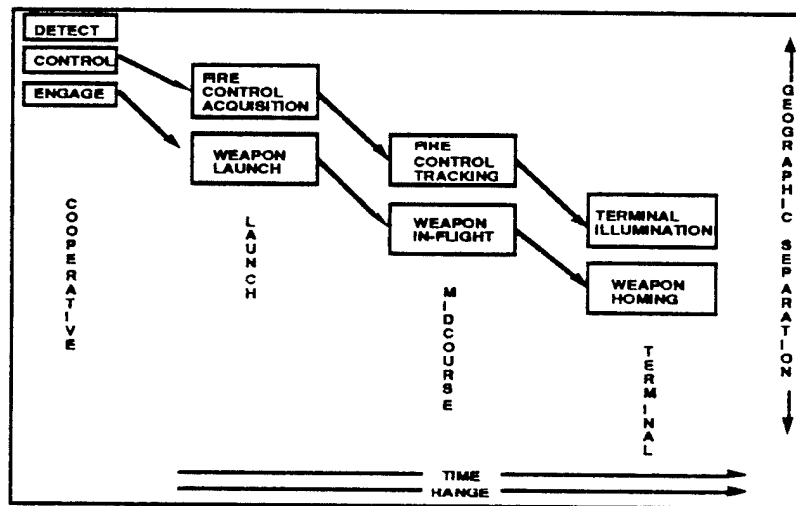 DETECT
CONTROL
ENGAGE
FIRE
CONTROL
ACQUISITION
WEAPON
LAUNCH
FIRE
CONTROL
TRACKING
WEAPON
IN-FLIGHT
TERMINAL
ILLUMINATION
WEAPON
HOMING
COOPERATIVE
LAUNCH
MIDCOURSE
TERMINAL
GEOGRAPHIC SEPARATION
TIME
RANGE